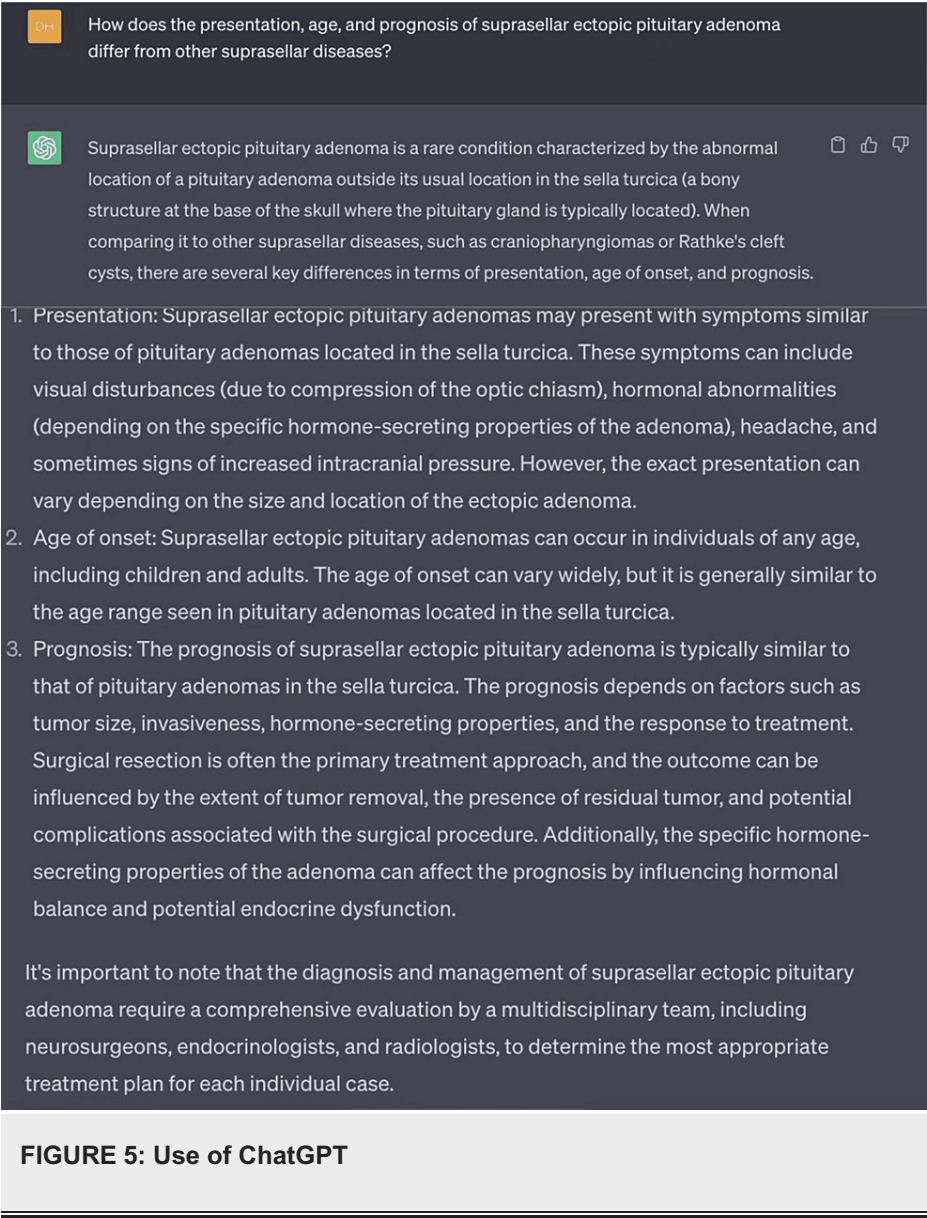 DH
How does the presentation, age, and prognosis of suprasellar ectopic pituitary adenoma
differ from other suprasellar diseases?
Suprasellar ectopic pituitary adenoma is a rare condition characterized by the abnormal
location of a pituitary adenoma outside its usual location in the sella turcica (a bony
structure at the base of the skull where the pituitary gland is typically located). When
comparing it to other suprasellar diseases, such as craniopharyngiomas or Rathke's cleft
cysts, there are several key differences in terms of presentation, age of onset, and prognosis.
1. Presentation: Suprasellar ectopic pituitary adenomas may present with symptoms similar
to those of pituitary adenomas located in the sella turcica. These symptoms can include
visual disturbances (due to compression of the optic chiasm), hormonal abnormalities
(depending on the specific hormone-secreting properties of the adenoma), headache, and
sometimes signs of increased intracranial pressure. However, the exact presentation can
vary depending on the size and location of the ectopic adenoma.
2. Age of onset: Suprasellar ectopic pituitary adenomas can occur in individuals of any age,
including children and adults. The age of onset can vary widely, but it is generally similar to
the age range seen in pituitary adenomas located in the sella turcica.
3. Prognosis: The prognosis of suprasellar ectopic pituitary adenoma is typically similar to
that of pituitary adenomas in the sella turcica. The prognosis depends on factors such as
tumor size, invasiveness, hormone-secreting properties, and the response to treatment.
Surgical resection is often the primary treatment approach, and the outcome can be
influenced by the extent of tumor removal, the presence of residual tumor, and potential
complications associated with the surgical procedure. Additionally, the specific hormone-
secreting properties of the adenoma can affect the prognosis by influencing hormonal
balance and potential endocrine dysfunction.
It's important to note that the diagnosis and management of suprasellar ectopic pituitary
adenoma require a comprehensive evaluation by a multidisciplinary team, including
neurosurgeons, endocrinologists, and radiologists, to determine the most appropriate
treatment plan for each individual case.
FIGURE 5: Use of ChatGPT